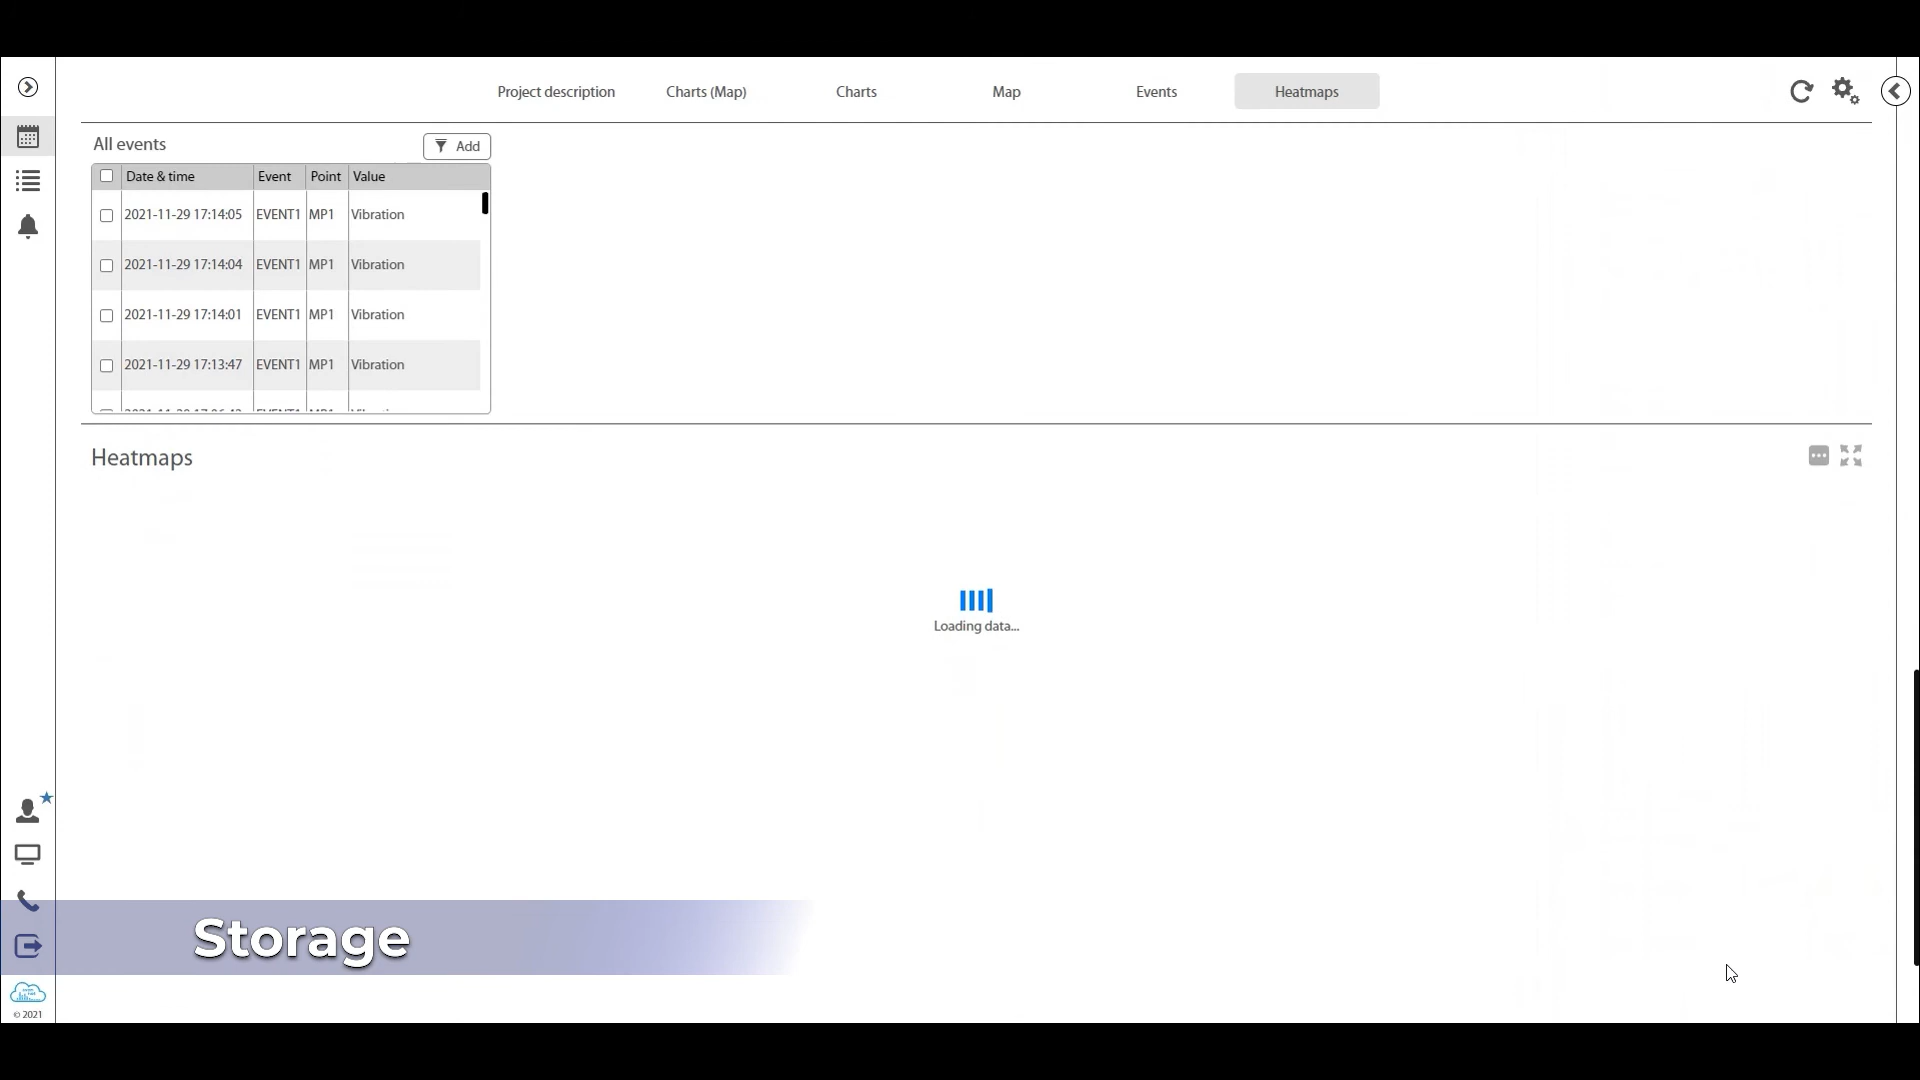 Project description Charts (Map) Charts Map Events Heatmaps
All events Add
Date & time Event Point Value
2021-11-29 17:14:05 EVENT1 MP1 Vibration
2021-11-29 17:14:04 EVENT1 MP1 Vibration
2021-11-29 17:14:01 EVENT1 MP1 Vibration
2021-11-29 17:13:47 EVENT1 MP1 Vibration
Heatmaps
Loading data...
Storage
© 2021